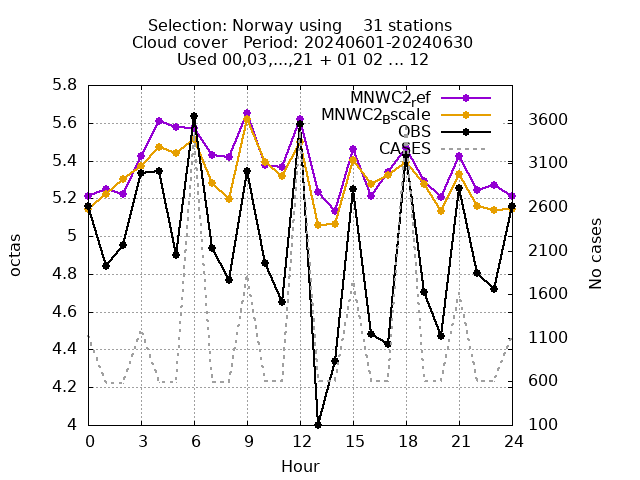 Selection: Norway using 31 stations
Cloud cover Period: 20240601-20240630
Used 00,03,...,21 + 01 02 ... 12
MNWC2ref
MNWC2Bscale
OBS
CASES
octas
5.8
5.6
5.4
5.2
5
4.8
4.6
4.4
4.2
4
3600
3100
2600
2100
1600
1100
600
100
No cases
0 3 6 9 12 15 18 21 24
Hour